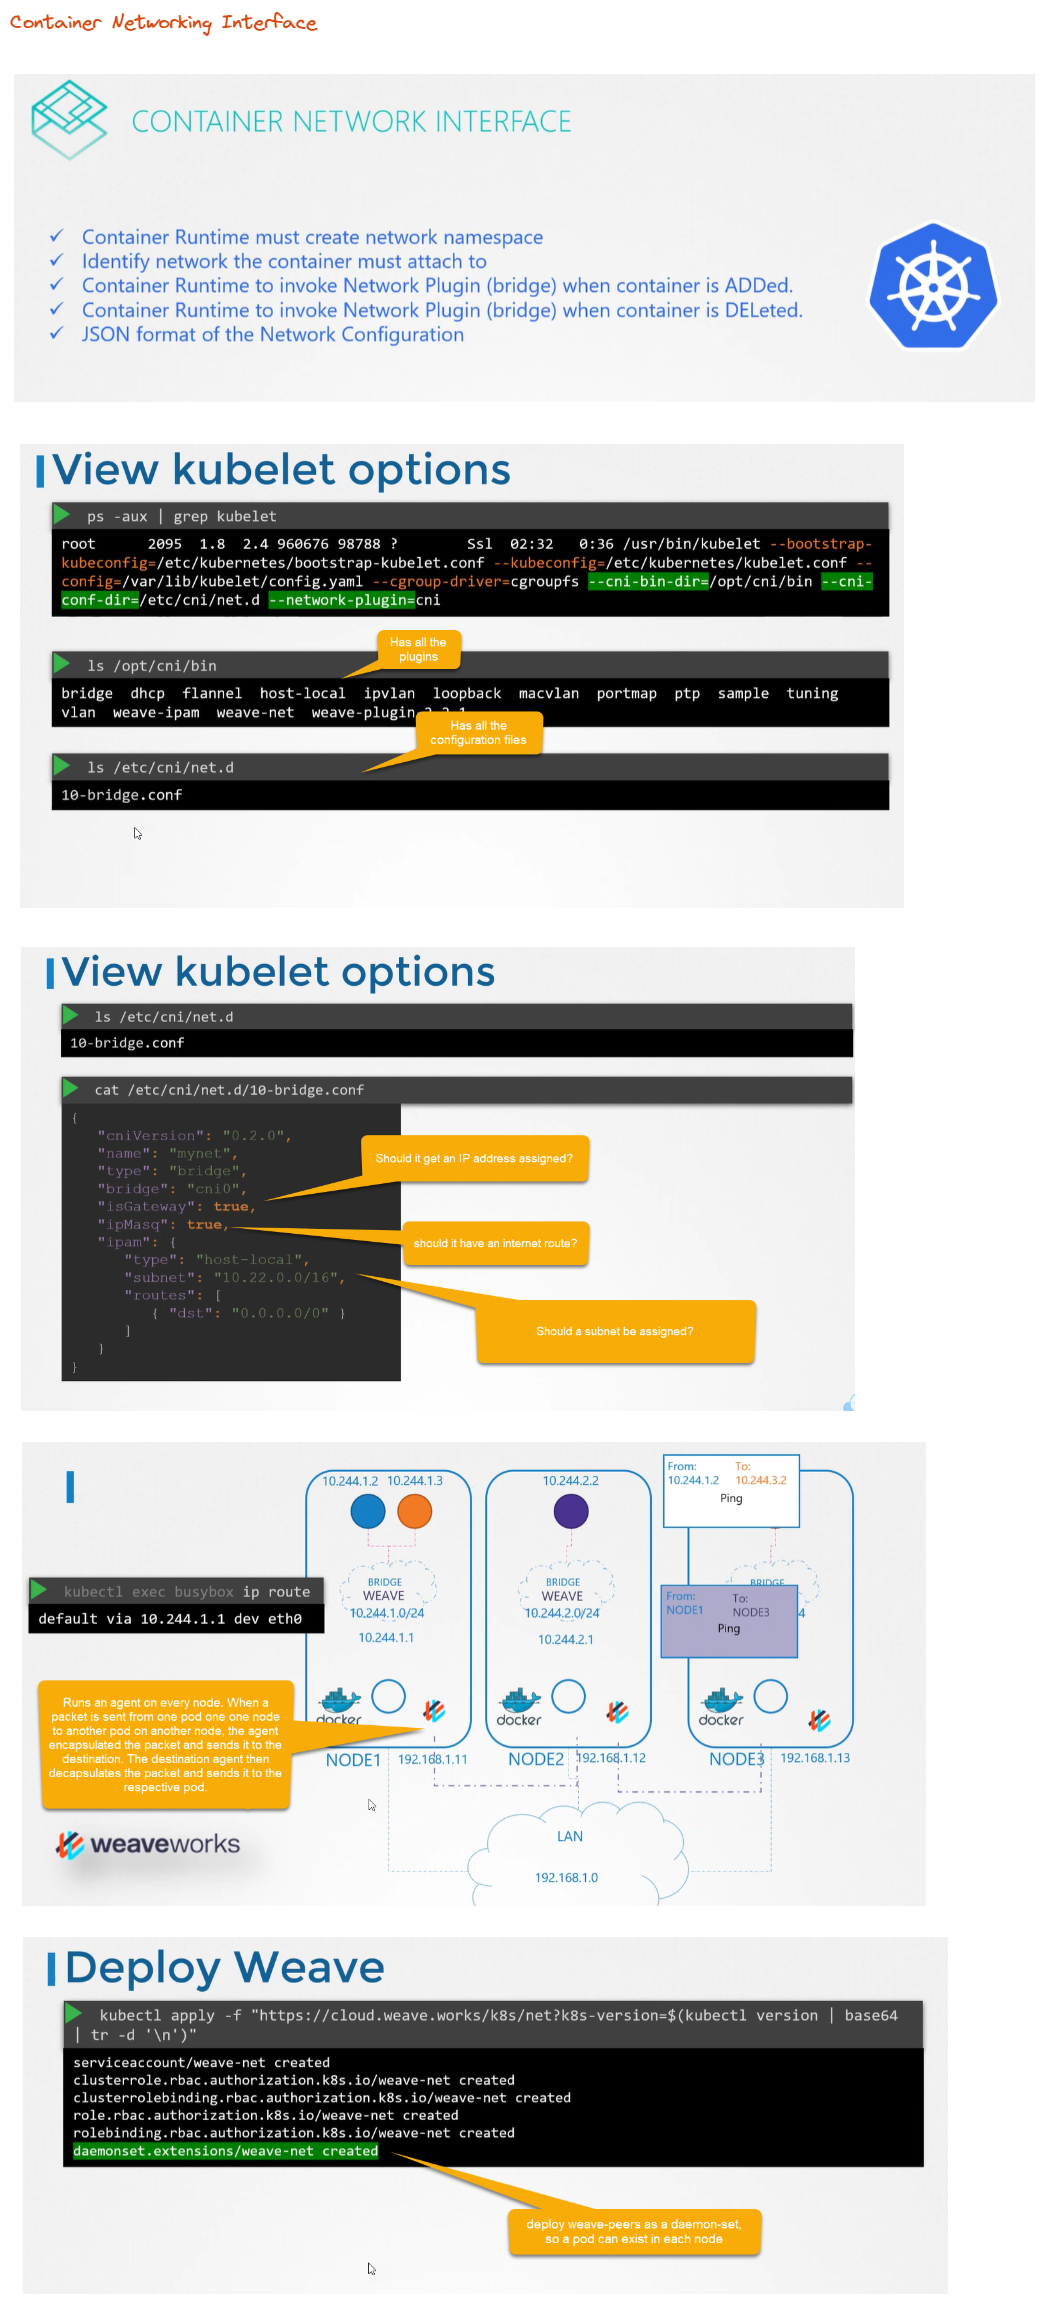 Container Networking Interface
CONTAINER NETWORK INTERFACE
✓ Container Runtime must create network namespace
✓ Identify network the container must attach to
✓ Container Runtime to invoke Network Plugin (bridge) when container is ADDed.
✓ Container Runtime to invoke Network Plugin (bridge) when container is DELeted.
✓ JSON format of the Network Configuration
View kubelet options
ps -aux | grep kubelet
root 2095 1.8 2.4 960676 98788 ? Ssl 02:32 0:36 /usr/bin/kubelet --bootstrap-
kubeconfig=/etc/kubernetes/bootstrap-kubelet.conf --kubeconfig=/etc/kubernetes/kubelet.conf --
config=/var/lib/kubelet/config.yaml --cgroup-driver=cgroupfs --cni-bin-dir=/opt/cni/bin --cni-
conf-dir=/etc/cni/net.d --network-plugin=cni
Has all the
plugins
ls /opt/cni/bin
bridge dhcp flannel host-local ipvlan loopback macvlan portmap ptp sample tuning
vlan weave-ipam weave-net weave-plugin
Has all the
configuration files
ls /etc/cni/net.d
10-bridge.conf
View kubelet options
ls /etc/cni/net.d
10-bridge.conf
cat /etc/cni/net.d/10-bridge.conf
{
"cniVersion": "0.2.0",
"name": "mynet",
"type": "bridge",
"bridge": "cni0",
"isGateway": true,
"ipMasq": true,
"ipam": {
"type": "host-local",
"subnet": "10.22.0.0/16",
"routes": [
{ "dst": "0.0.0.0/0" }
]
}
}
Should it get an IP address assigned?
should it have an internet route?
Should a subnet be assigned?
kubectl exec busybox ip route
default via 10.244.1.1 dev eth0
Runs an agent on every node. When a
packet is sent from one pod one one node
to another pod on another node, the agent
encapsulated the packet and sends it to the
destination. The destination agent then
decapsulates the packet and sends it to the
respective pod.
weaveworks
10.244.1.2 10.244.1.3
BRIDGE
WEAVE
10.244.1.0/24
10.244.1.1
docker
NODE1 192.168.1.11
10.244.2.2
BRIDGE
WEAVE
10.244.2.0/24
10.244.2.1
docker
NODE2 192.168.1.12
From: To:
10.244.1.2 10.244.3.2
Ping
BRIDGE
From: To:
NODE1 NODE3
Ping
4
docker
NODE3 192.168.1.13
LAN
192.168.1.0
Deploy Weave
kubectl apply -f "https://cloud.weave.works/k8s/net?k8s-version=$(kubectl version | base64
| tr -d '\n')"
serviceaccount/weave-net created
clusterrole.rbac.authorization.k8s.io/weave-net created
clusterrolebinding.rbac.authorization.k8s.io/weave-net created
role.rbac.authorization.k8s.io/weave-net created
rolebinding.rbac.authorization.k8s.io/weave-net created
daemonset.extensions/weave-net created
deploy weave-peers as a daemon-set,
so a pod can exist in each node